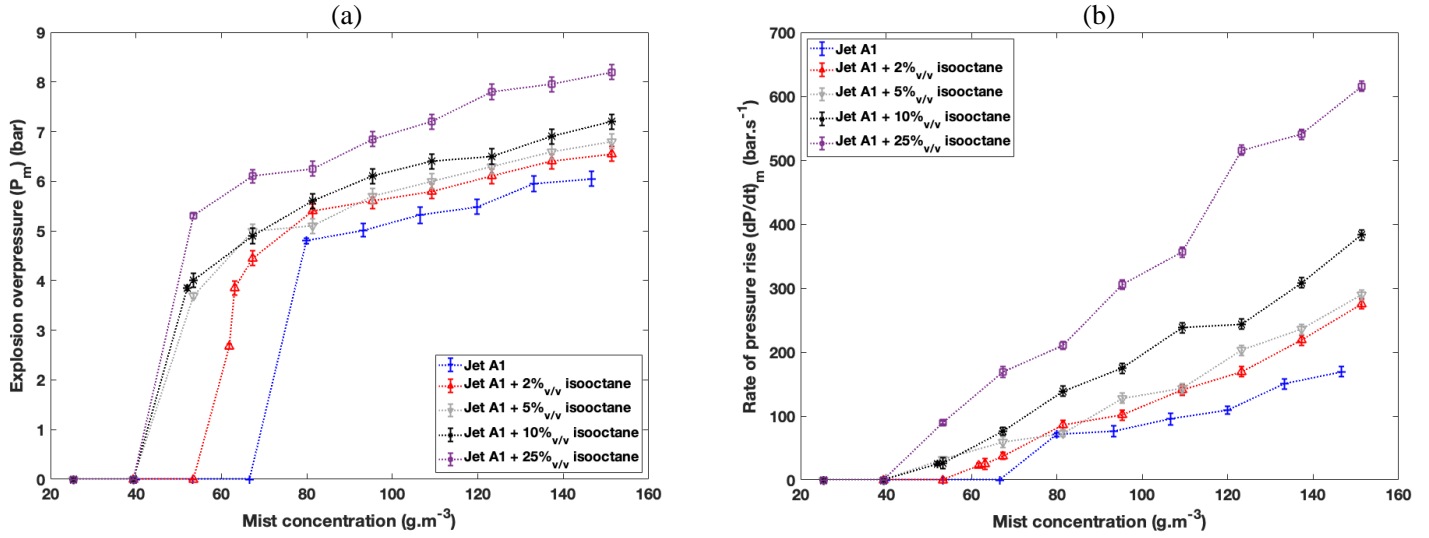 (a)
Explosion overpressure (Pm) (bar)
9
8
7
6
5
4
3
2
1
0
Jet A1
Jet A1 + 2%v/v isooctane
Jet A1 + 5%v/v isooctane
Jet A1 + 10%v/v isooctane
Jet A1 + 25%v/v isooctane
20 40 60 80 100 120 140 160
Mist concentration (g.m-3)
(b)
Rate of pressure rise (dP/dt)m (bar.s-1)
700
600
500
400
300
200
100
0
Jet A1
Jet A1 + 2%v/v isooctane
Jet A1 + 5%v/v isooctane
Jet A1 + 10%v/v isooctane
Jet A1 + 25%v/v isooctane
20 40 60 80 100 120 140 160
Mist concentration (g.m-3)